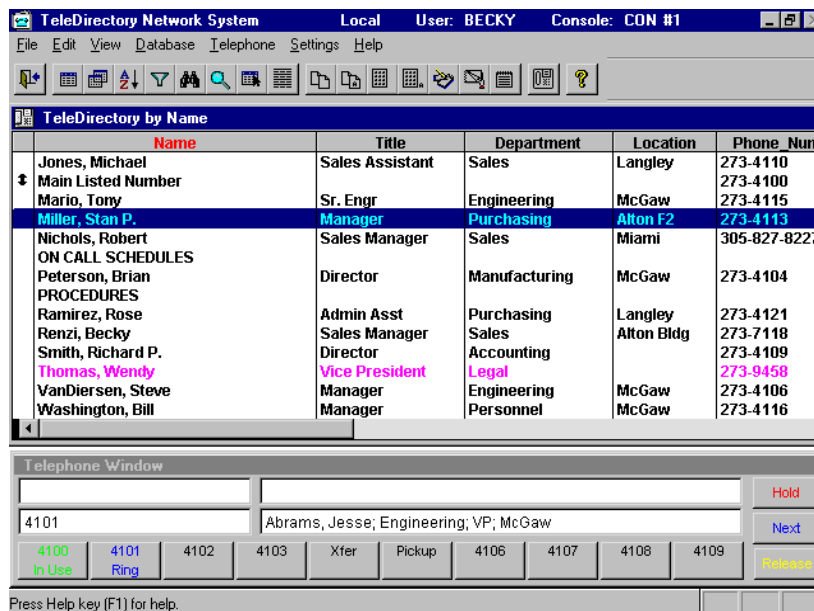 TeleDirectory Network System Local User: BECKY Console: CON #1
File Edit View Database Telephone Settings Help
TeleDirectory by Name
Name Title Department Location Phone_Num
Jones, Michael Sales Assistant Sales Langley 273-4110
Main Listed Number 273-4100
Mario, Tony Sr. Engr Engineering McGaw 273-4115
Miller, Stan P. Manager Purchasing Alton F2 273-4113
Nichols, Robert Sales Manager Sales Miami 305-827-8227
ON CALL SCHEDULES
Peterson, Brian Director Manufacturing McGaw 273-4104
PROCEDURES
Ramirez, Rose Admin Asst Purchasing Langley 273-4121
Renzi, Becky Sales Manager Sales Alton Bldg 273-7118
Smith, Richard P. Director Accounting 273-4109
Thomas, Wendy Vice President Legal 273-9458
VanDiersen, Steve Manager Engineering McGaw 273-4106
Washington, Bill Manager Personnel McGaw 273-4116
Telephone Window
Hold
4101 Abrams, Jesse; Engineering; VP; McGaw
Next
4100 4101 4102 4103 Xfer Pickup 4106 4107 4108 4109
In Use Ring Release
Press Help key (F1) for help.